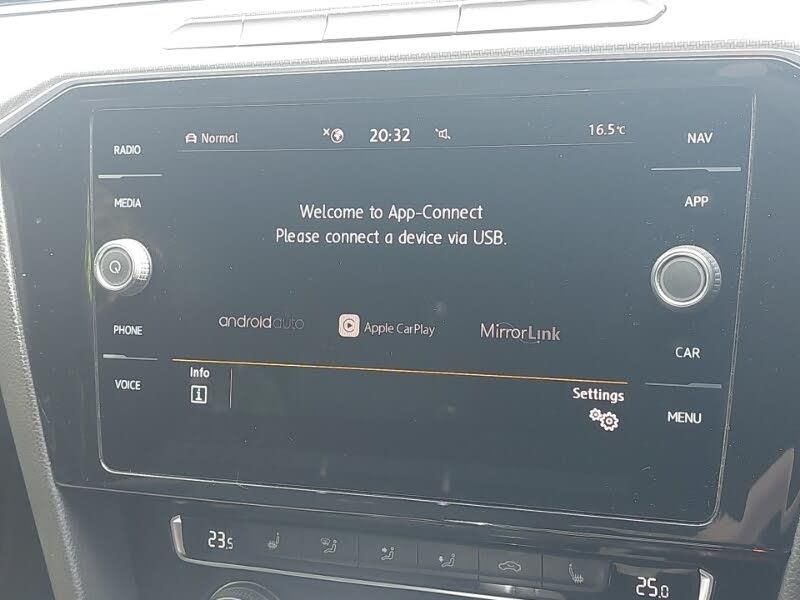 RADIO
MEDIA
PHONE
VOICE
Normal
20:32
16.5°C
Welcome to App-Connect
Please connect a device via USB.
androidauto
Apple CarPlay
MirrorLink
Info
i
Settings
NAV
APP
CAR
MENU
23.5
25.0